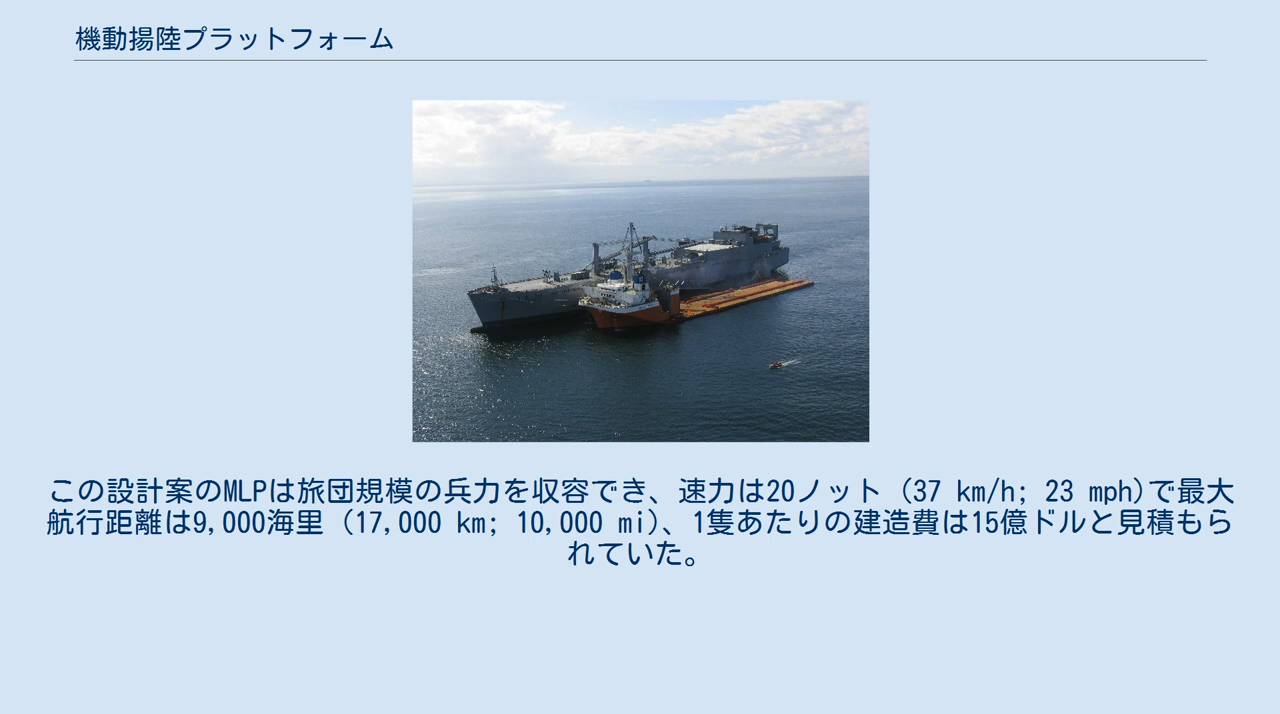 機動揚陸プラットフォーム
この設計案のMLPは旅団規模の兵力を収容でき、速力は20ノット (37 km/h; 23 mph)で最大
航行距離は9,000海里 (17,000 km; 10,000 mi)、1隻あたりの建造費は15億ドルと見積もら
れていた。